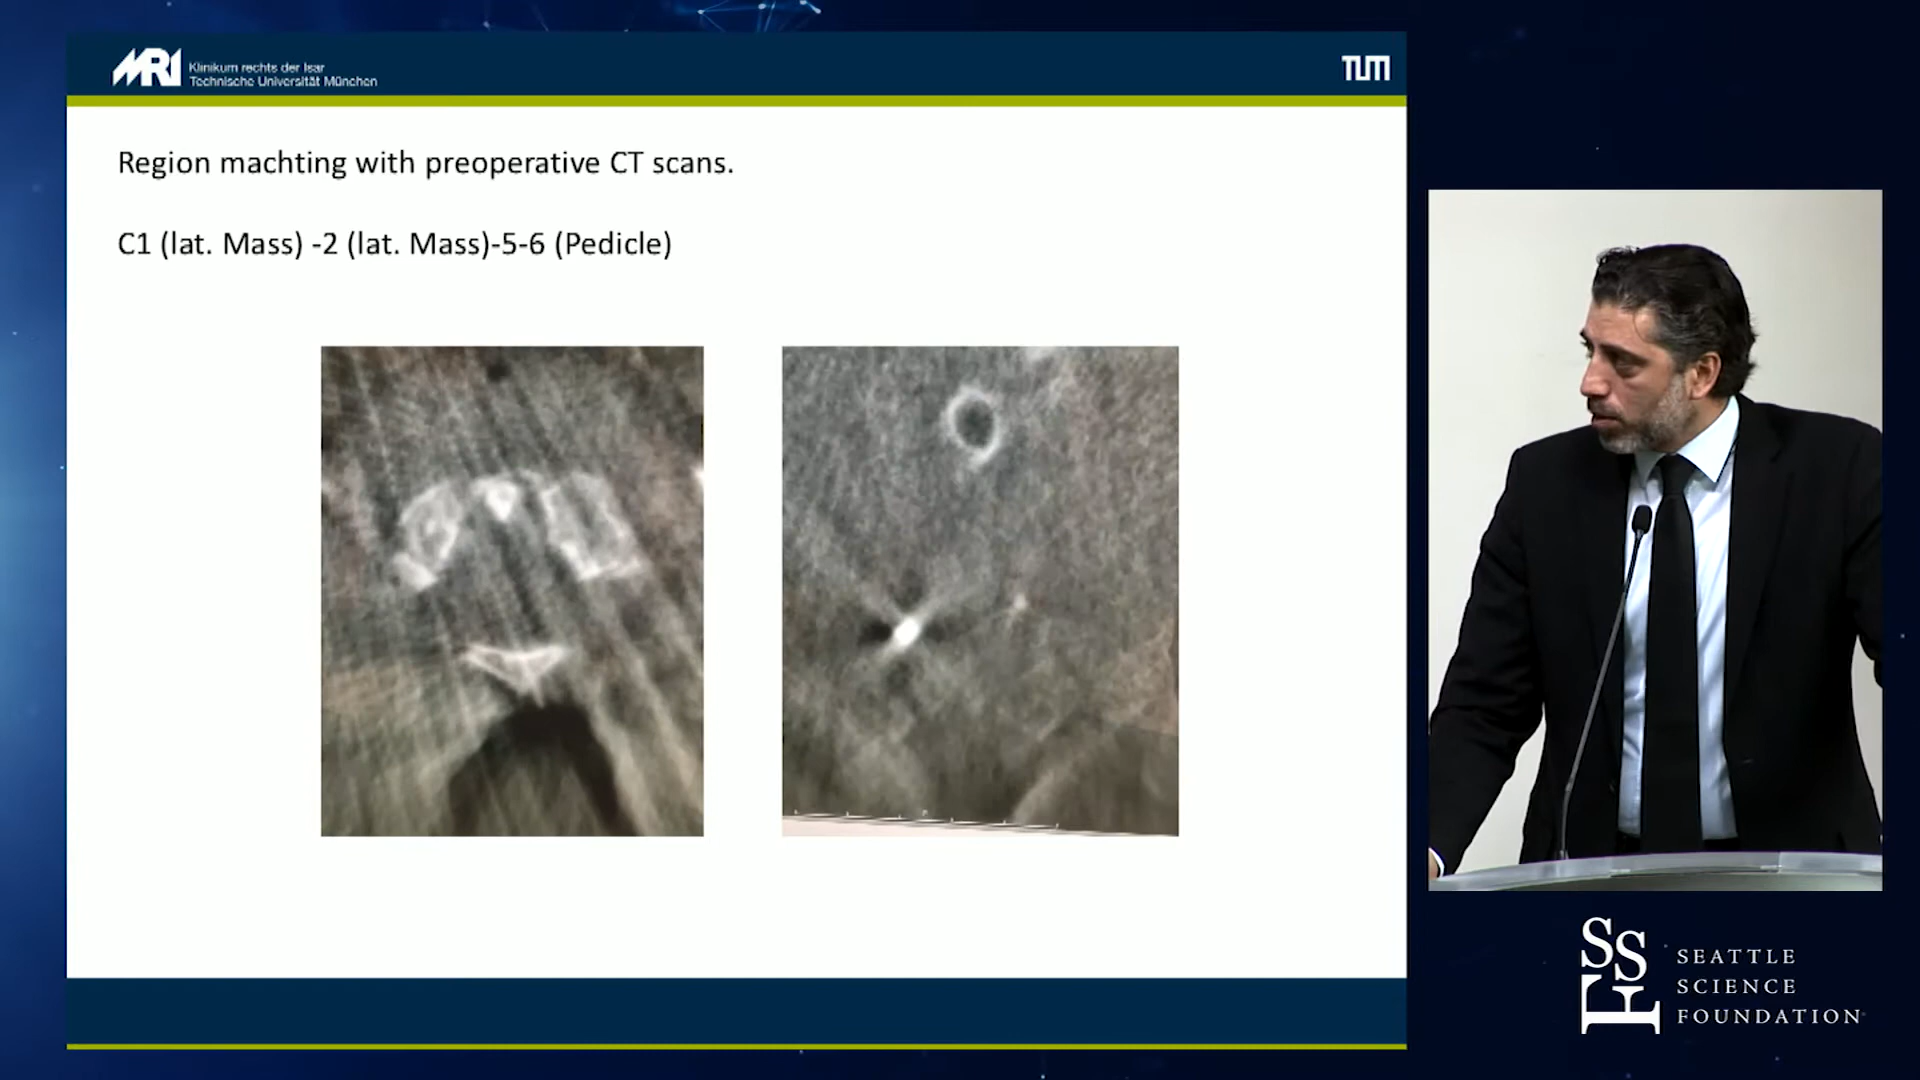 MRI
Klinikum rechts der Isar
Technische Universität München
TUM
Region machting with preoperative CT scans.
C1 (lat. Mass) -2 (lat. Mass)-5-6 (Pedicle)
SSF
SEATTLE
SCIENCE
FOUNDATION